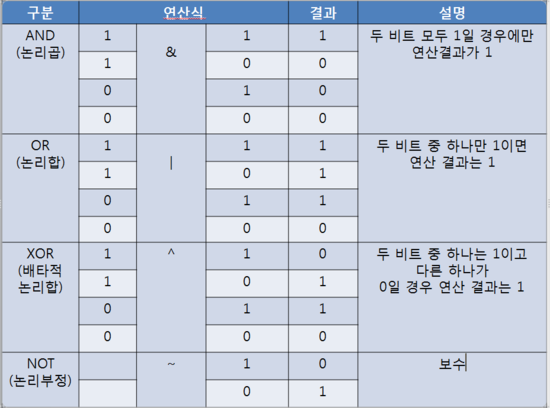 구분 연산식 결과 설명
AND 1 & 1 1 두 비트 모두 1일 경우에만
(논리곱) 1 0 0 연산결과가 1
0 1 0
0 0 0
OR 1 | 1 1 두 비트 중 하나만 1이면
(논리합) 1 0 1 연산 결과는 1
0 1 1
0 0 0
XOR 1 ^ 1 0 두 비트 중 하나는 1이고
(배타적 1 0 1 다른 하나가
논리합) 0 1 1 0일 경우 연산 결과는 1
0 0 0
NOT ~ 1 0 보수
(논리부정) 0 1